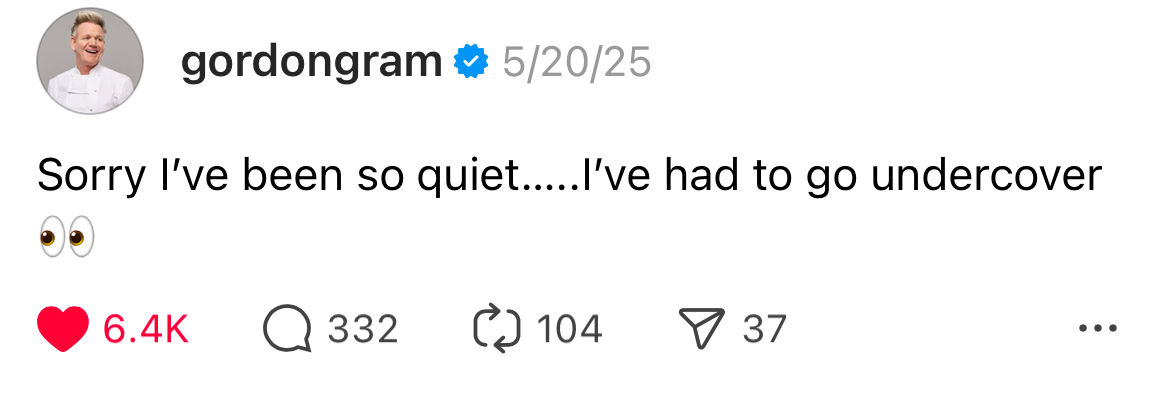 gordongram 5/20/25
Sorry I’ve been so quiet.....I’ve had to go undercover
👀
6.4K 332 104 37